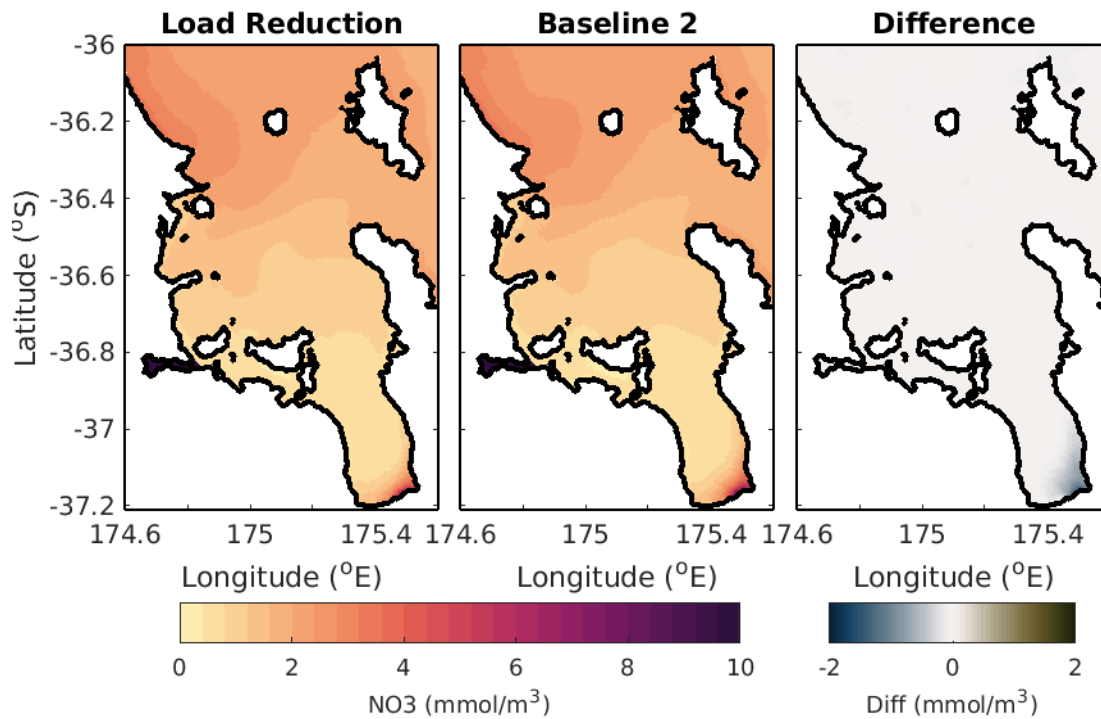 Load Reduction Baseline 2 Difference
-36
-36.2
-36.4
-36.6
-36.8
-37
-37.2
Latitude (°S)
174.6 175 175.4 174.6 175 175.4 174.6 175 175.4
Longitude (°E) Longitude (°E) Longitude (°E)
0 2 4 6 8 10 -2 0 2
NO3 (mmol/m³) Diff (mmol/m³)